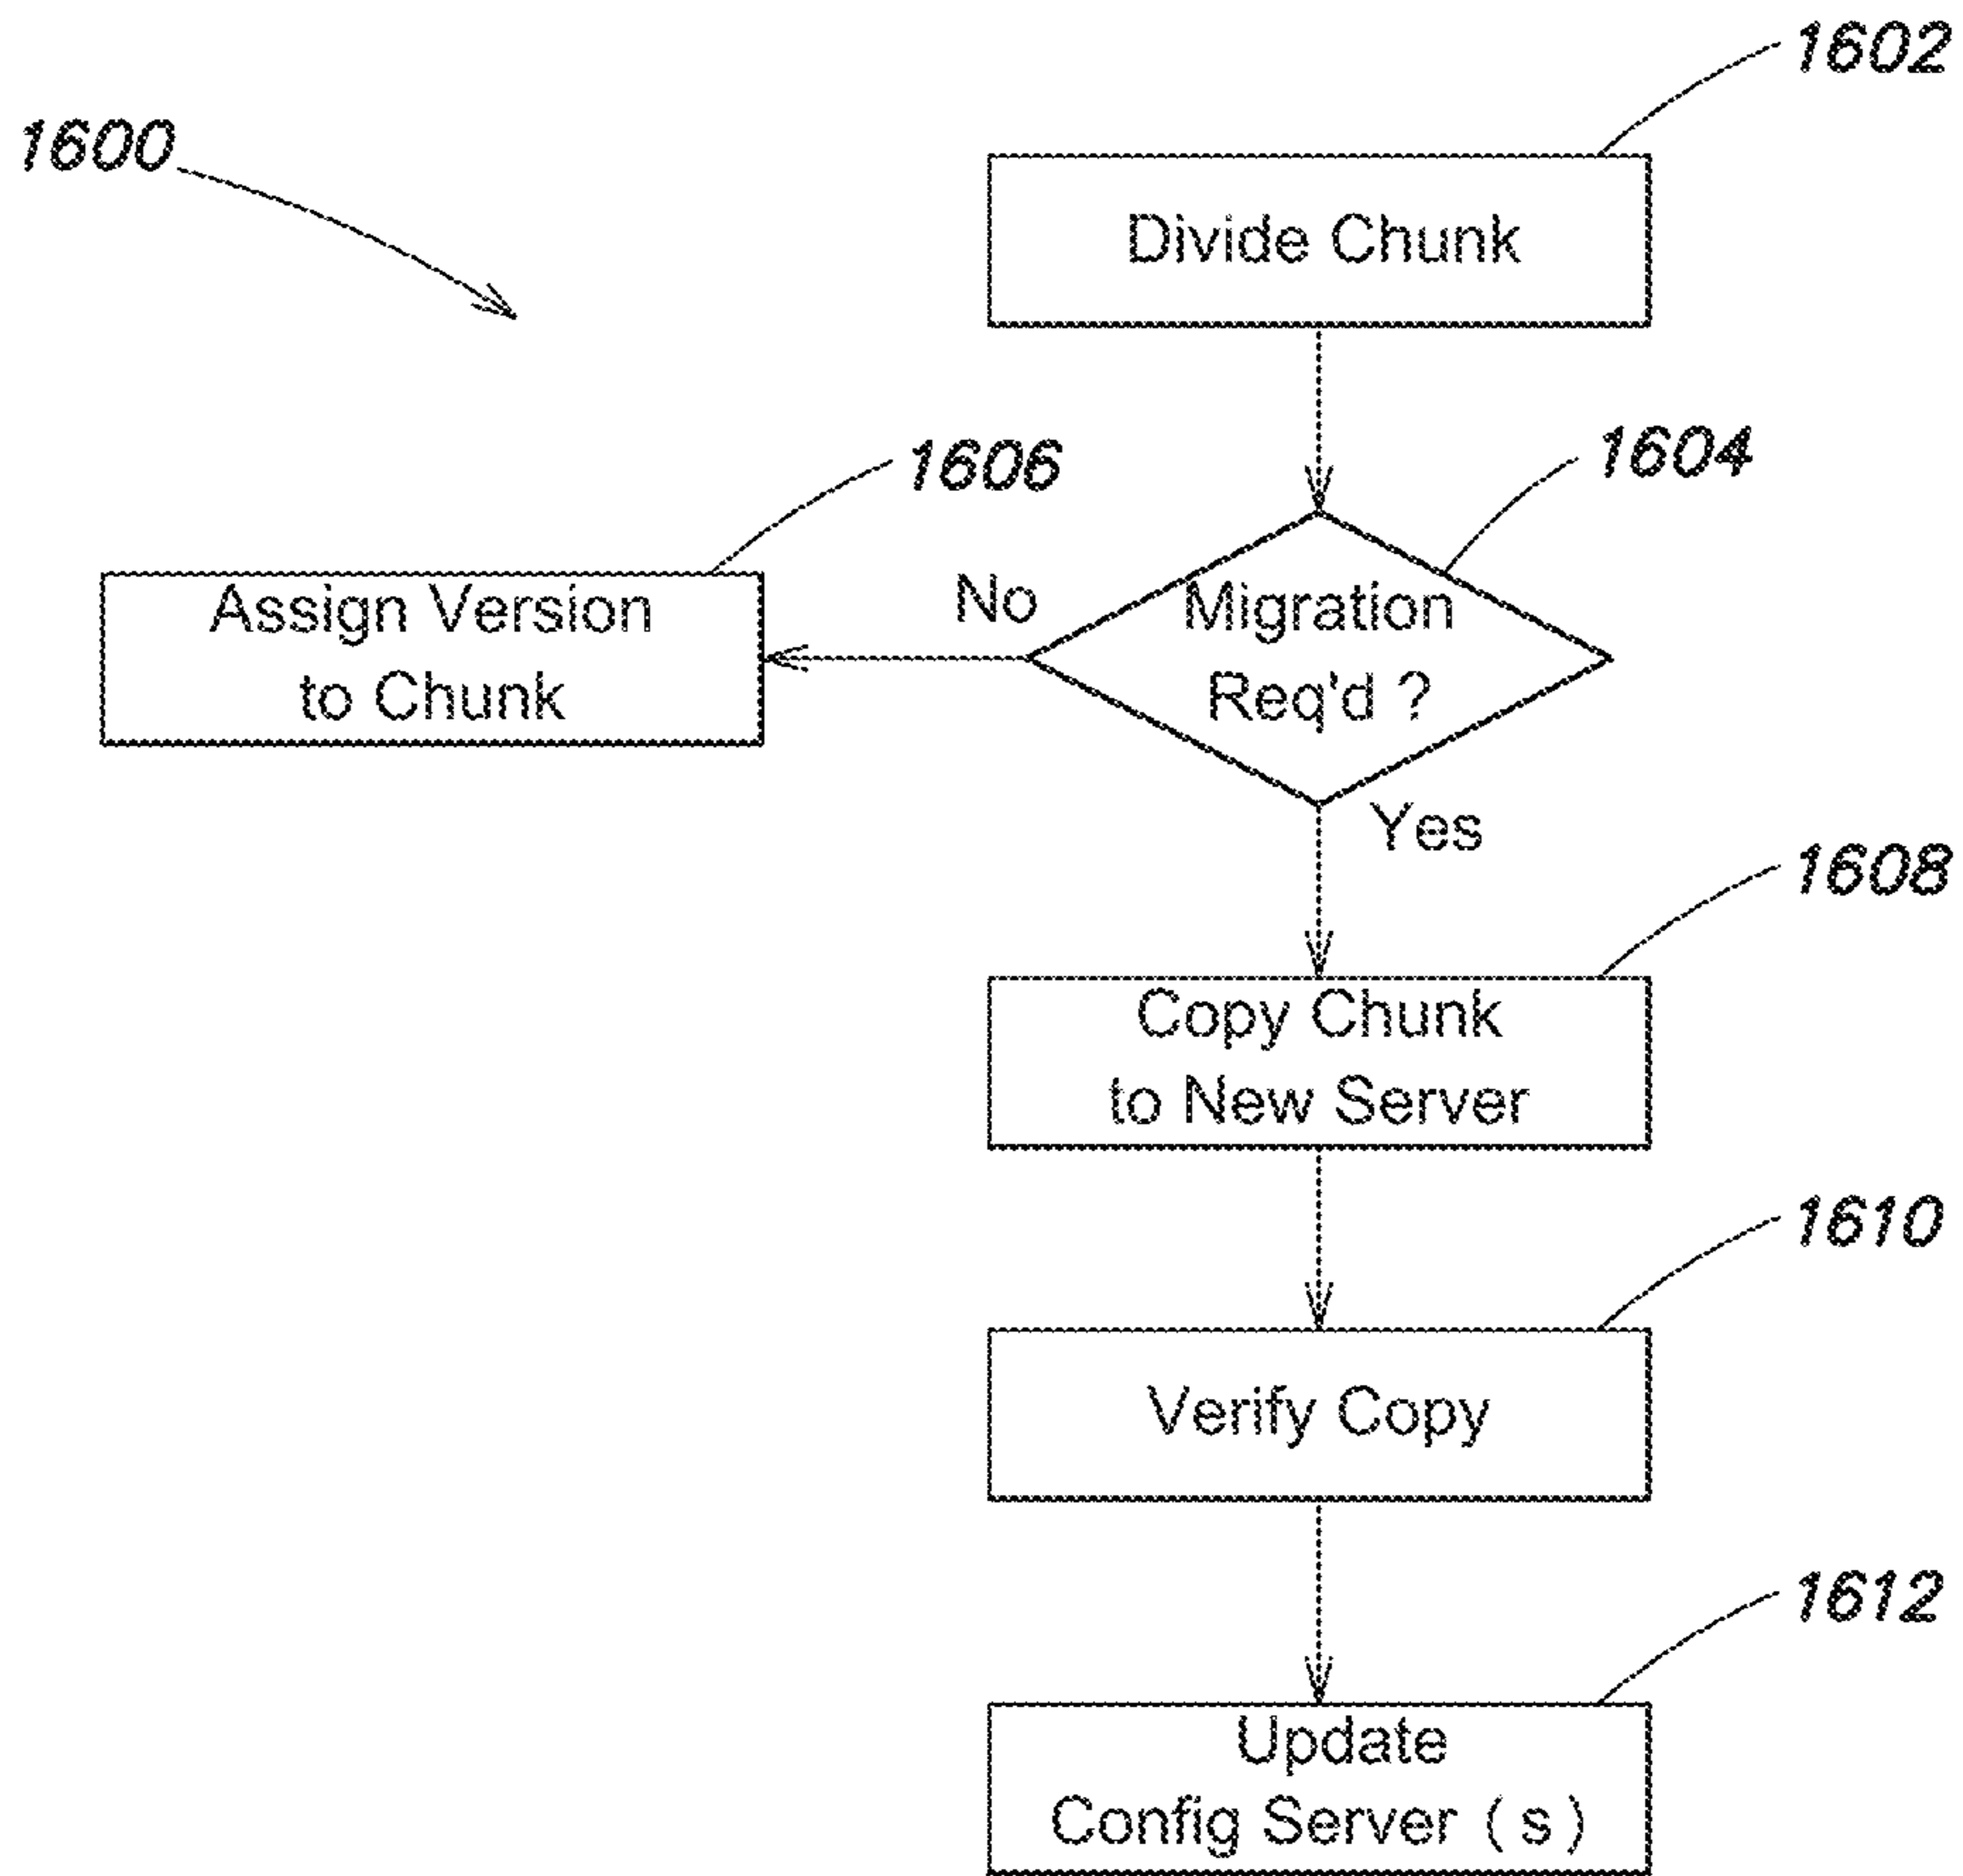 1602
1600
Divide Chunk
1606
1604
Assign Version
to Chunk
No
Migration
Req'd ?
Yes
1608
Copy Chunk
to New Server
1610
Verify Copy
1612
Update
Config Server (s)